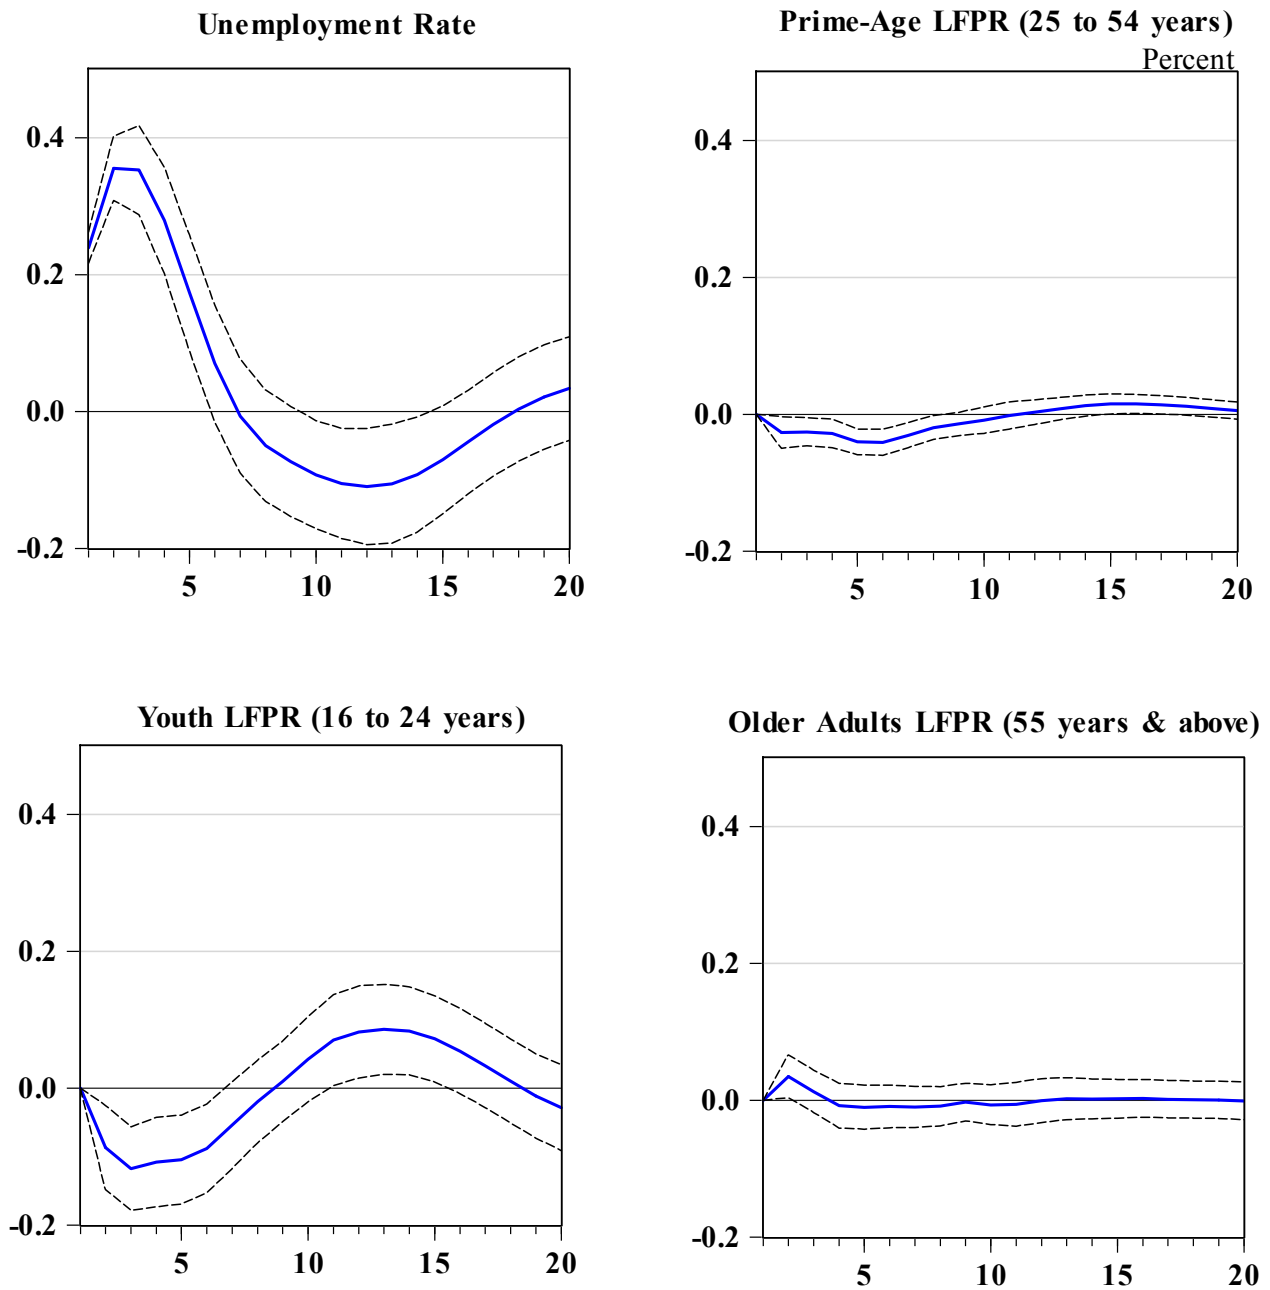 Unemployment Rate
0.4
0.2
0.0
-0.2
5 10 15 20
Prime-Age LFPR (25 to 54 years)
Percent
0.4
0.2
0.0
-0.2
5 10 15 20
Youth LFPR (16 to 24 years)
0.4
0.2
0.0
-0.2
5 10 15 20
Older Adults LFPR (55 years & above)
0.4
0.2
0.0
-0.2
5 10 15 20